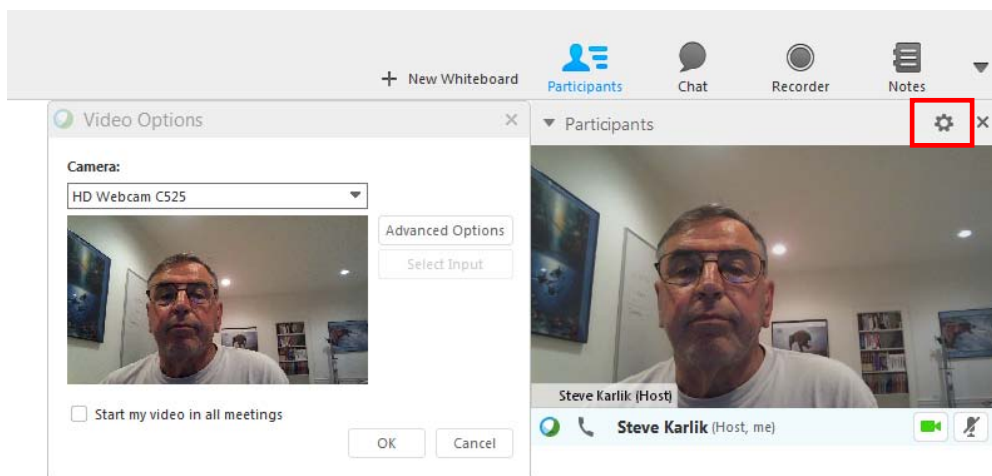 + New Whiteboard
Participants
Chat
Recorder
Notes
Video Options
Camera:
HD Webcam C525
Advanced Options
Select Input
Start my video in all meetings
OK
Cancel
Participants
Steve Karlik (Host)
Steve Karlik (Host, me)